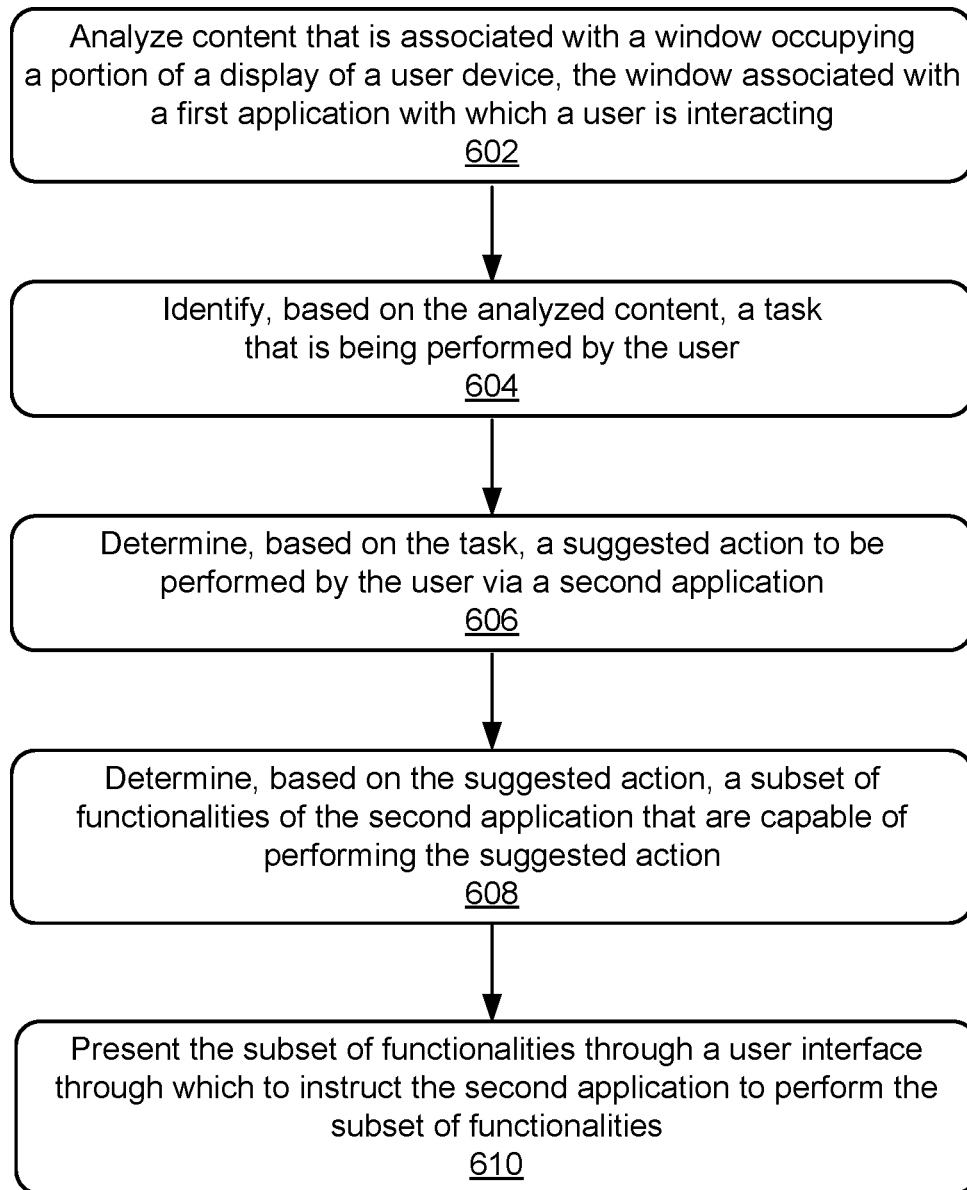 Analyze content that is associated with a window occupying
a portion of a display of a user device, the window associated with
a first application with which a user is interacting
602
Identify, based on the analyzed content, a task
that is being performed by the user
604
Determine, based on the task, a suggested action to be
performed by the user via a second application
606
Determine, based on the suggested action, a subset of
functionalities of the second application that are capable of
performing the suggested action
608
Present the subset of functionalities through a user interface
through which to instruct the second application to perform the
subset of functionalities
610